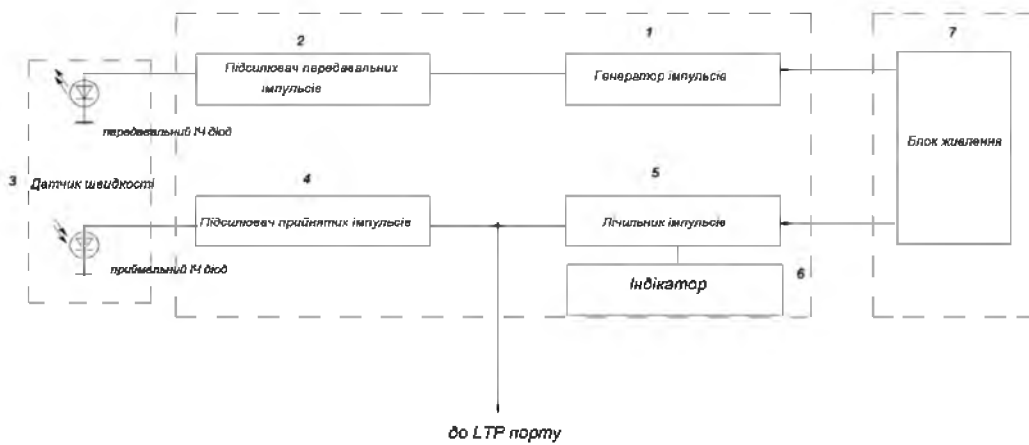 2
1
7
Підсилювач передавальних
імпульсів
Генератор імпульсів
Блок живлення
передавальний ІЧ діод
3
Датчик швидкості
4
5
Підсилювач прийнятих імпульсів
Лічильник імпульсів
приймальний ІЧ діод
Індікатор
6
до LTP порту